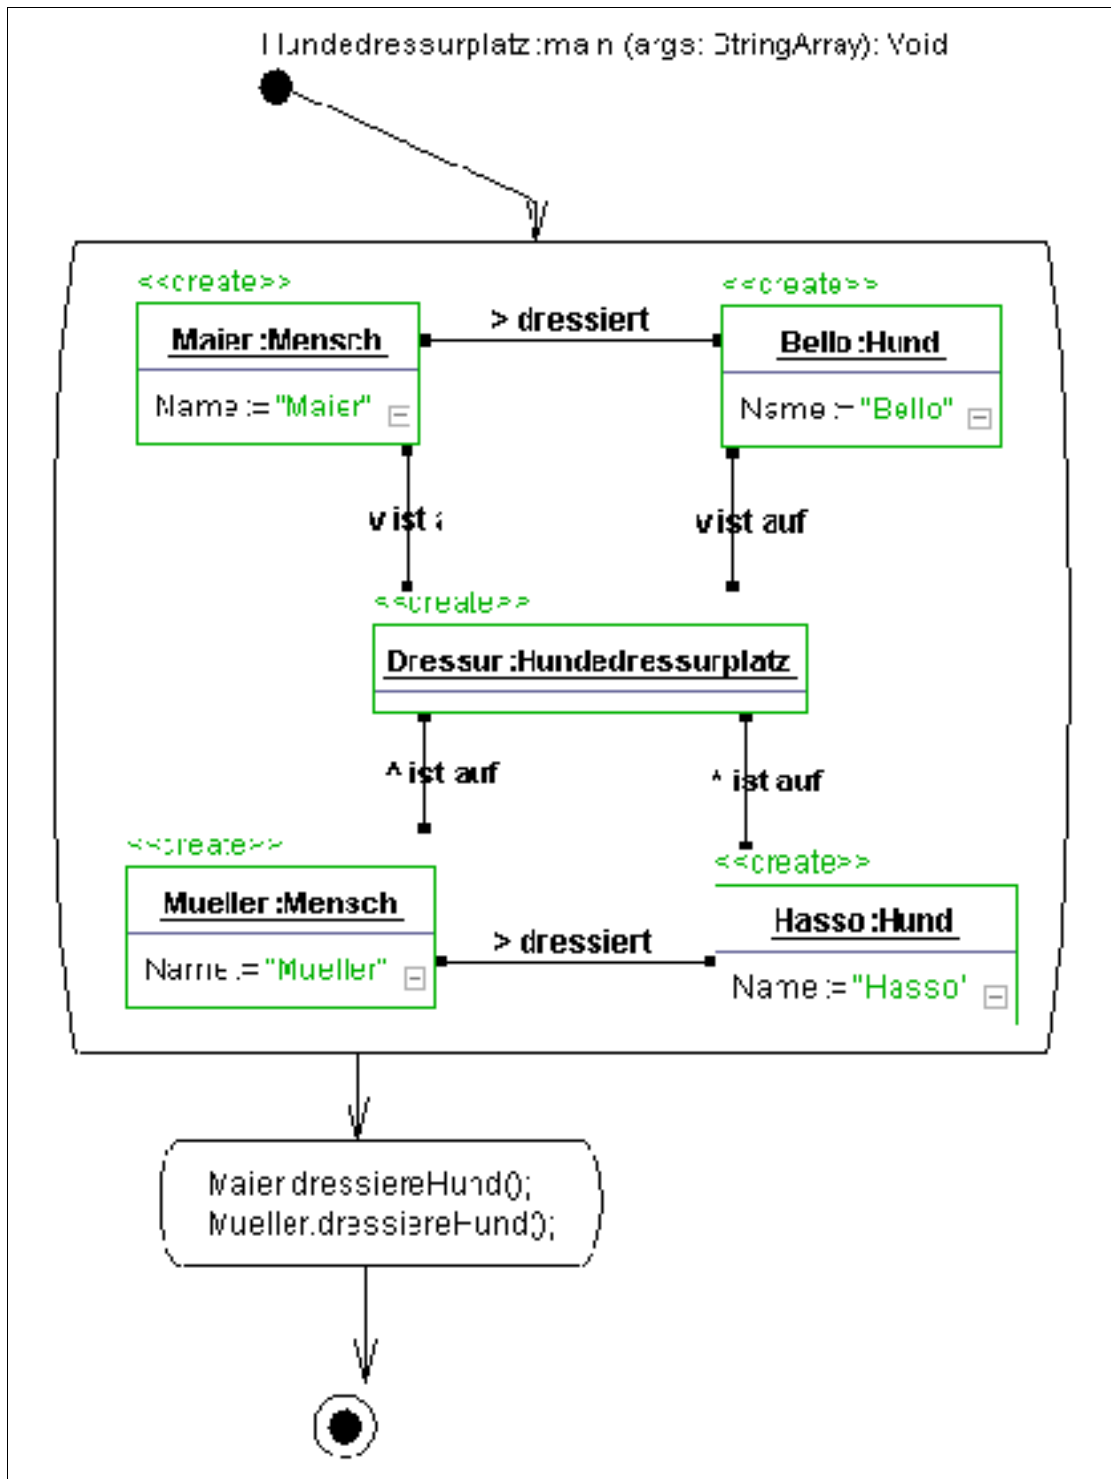 Hundedressurplatz::main (args: StringArray): Void
<<create>>
<<create>>
Maier :Mensch
> dressiert
Bello :Hund
Name := "Maier"
Name := "Bello"
v ist a
v ist auf
<<create>>
Dressur :Hundedressurplatz
^ ist auf
^ ist auf
<<create>>
<<create>>
Mueller :Mensch
> dressiert
Hasso :Hund
Name := "Mueller"
Name := "Hasso"
Maier.dressiereHund();
Mueller.dressiereHund();